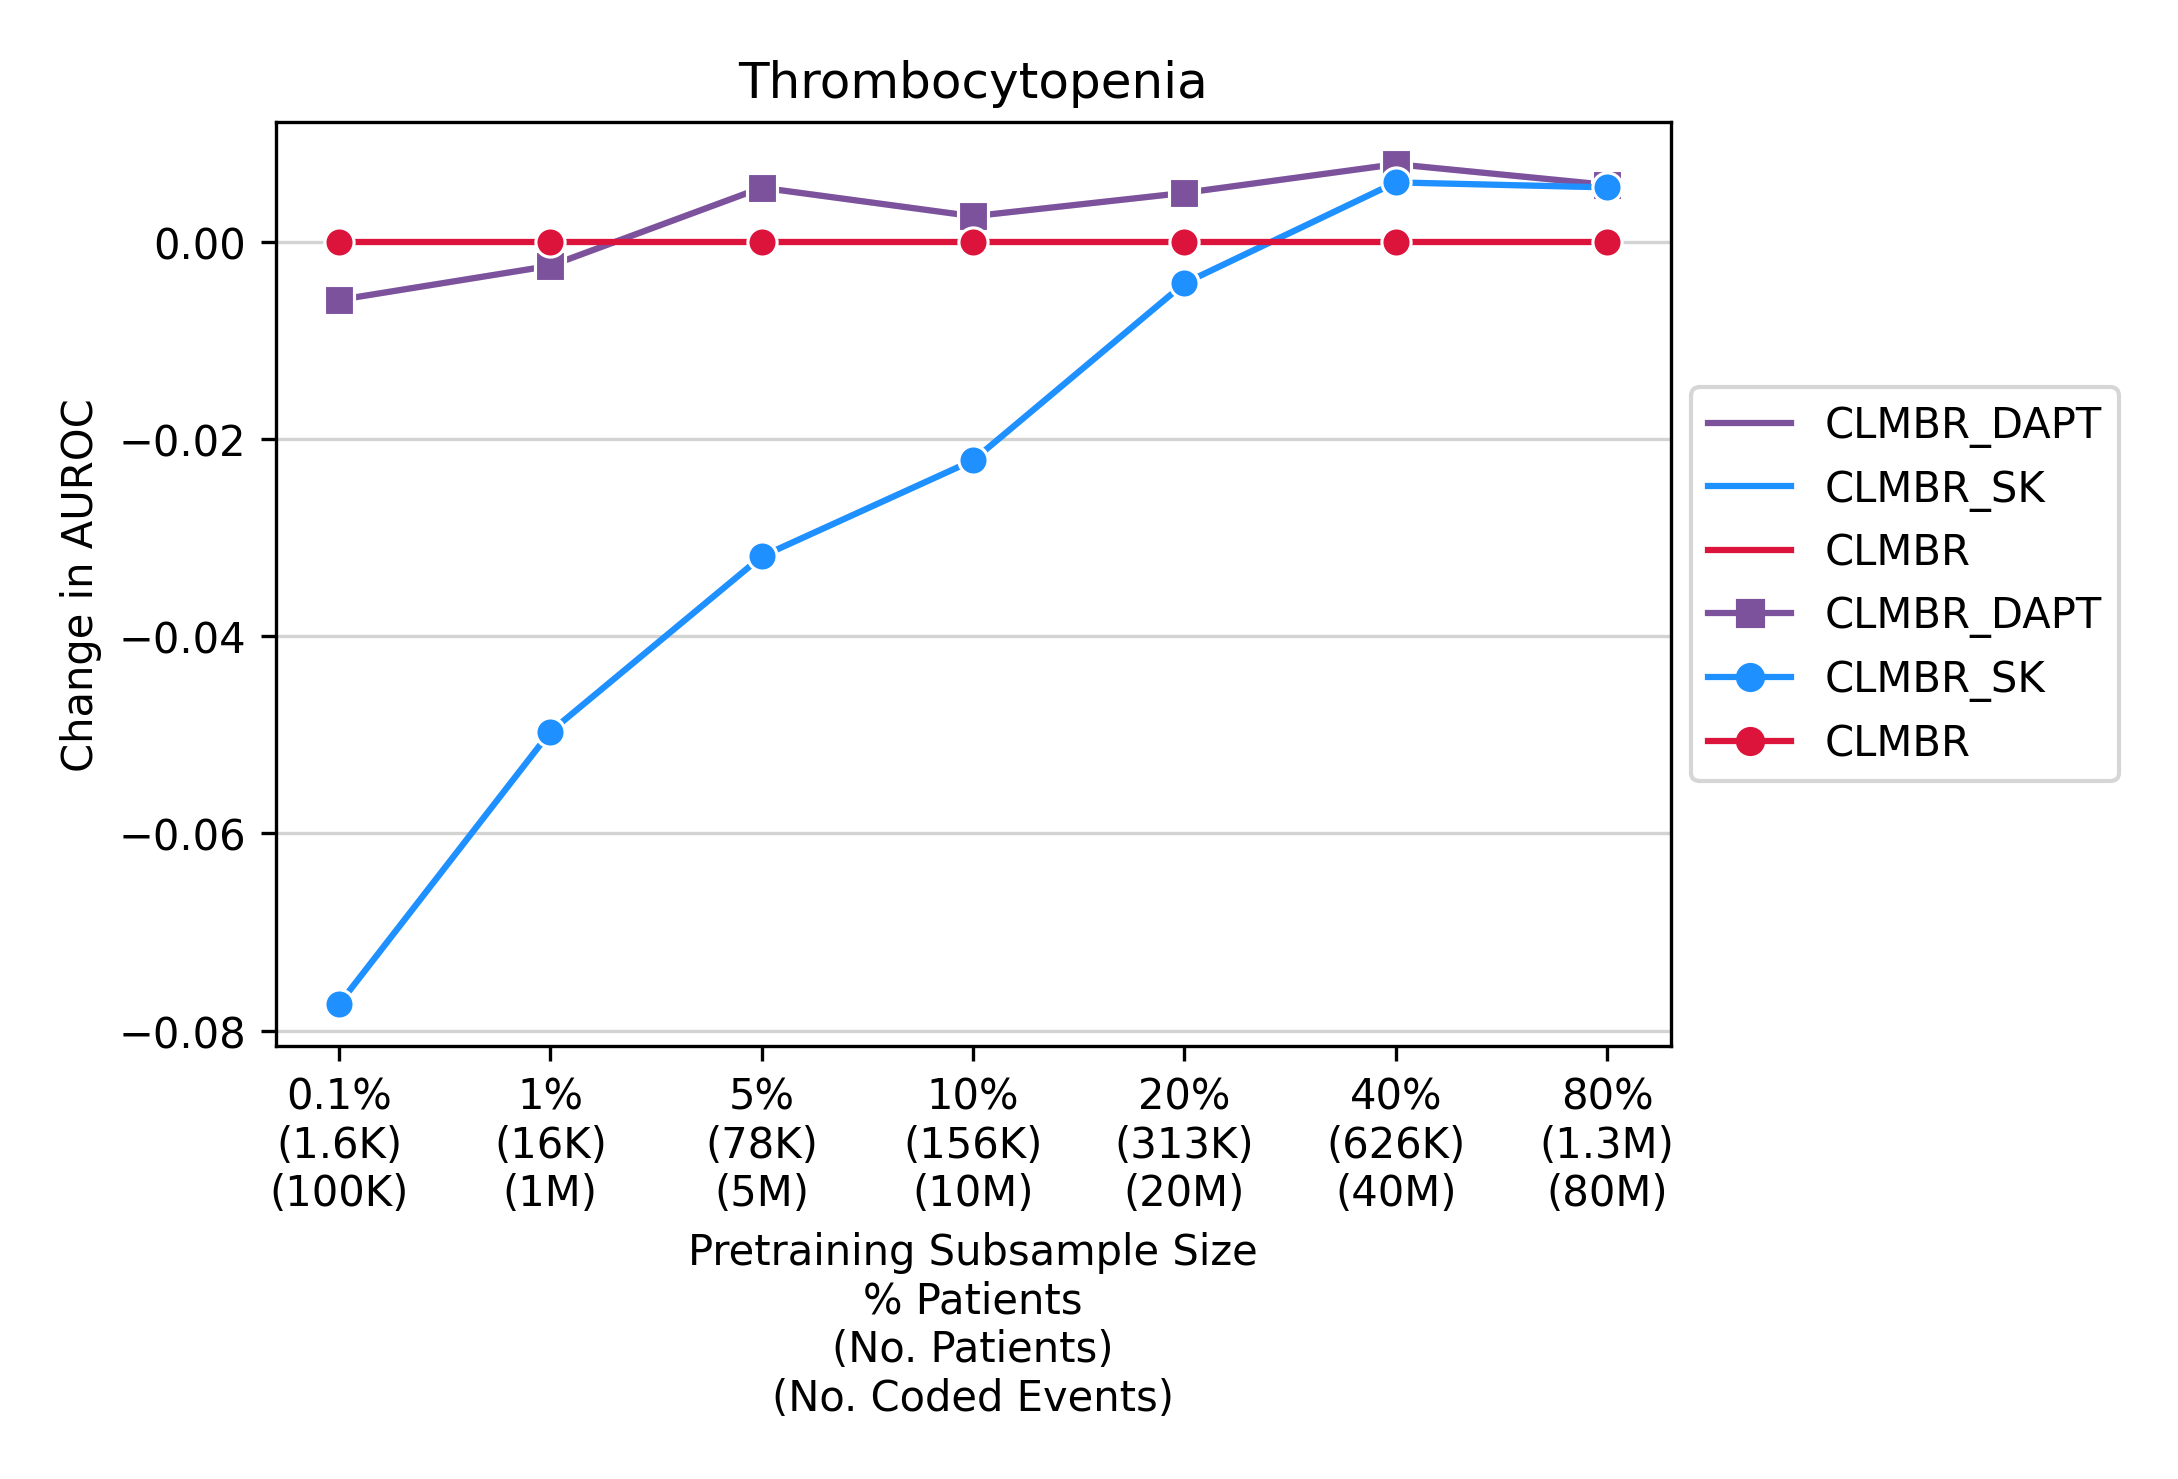 Thrombocytopenia
0.00
−0.02
−0.04
−0.06
−0.08
Change in AUROC
0.1% 1% 5% 10% 20% 40% 80%
(1.6K) (16K) (78K) (156K) (313K) (626K) (1.3M)
(100K) (1M) (5M) (10M) (20M) (40M) (80M)
Pretraining Subsample Size
% Patients
(No. Patients)
(No. Coded Events)
CLMBR_DAPT
CLMBR_SK
CLMBR
CLMBR_DAPT
CLMBR_SK
CLMBR